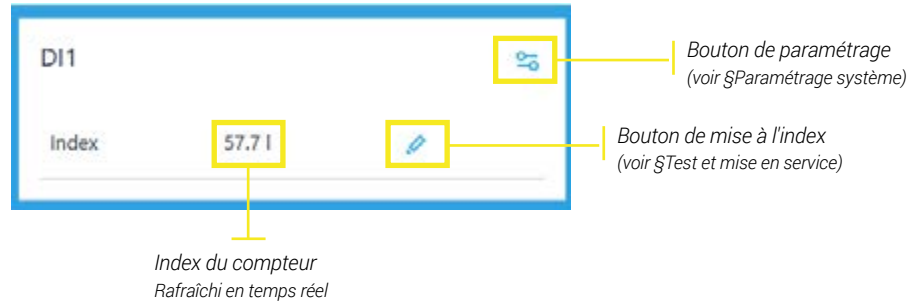 DI1
Bouton de paramétrage
(voir §Paramétrage système)
Index 57.7 l
Bouton de mise à l'index
(voir §Test et mise en service)
Index du compteur
Rafraîchi en temps réel